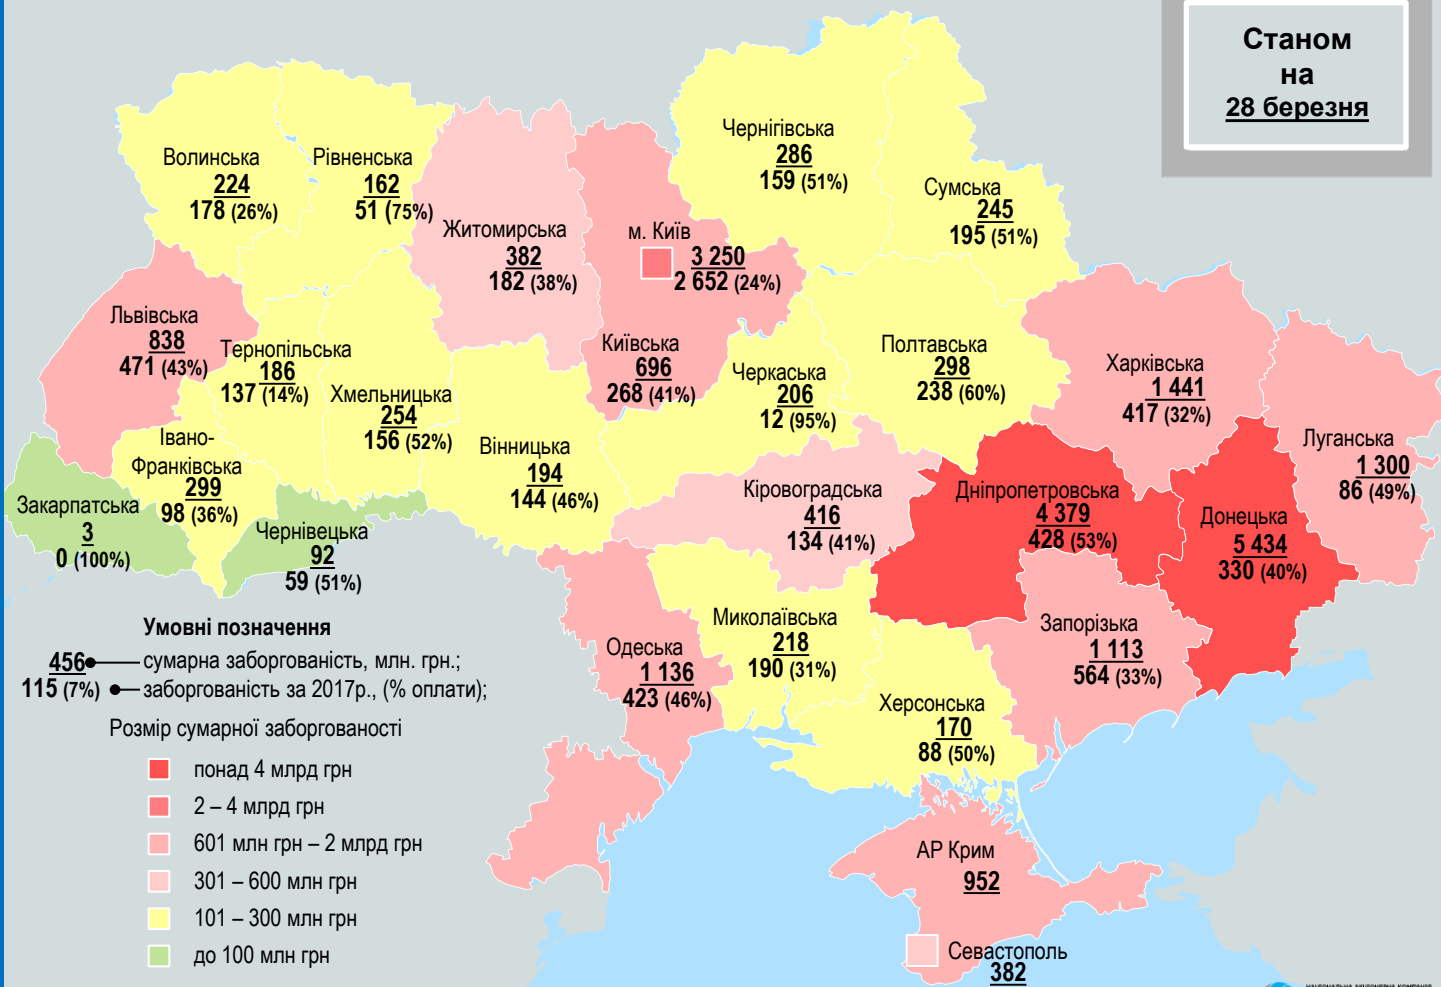 Станом
на
28 березня
Волинська
224
178 (26%)
Рівненська
162
51 (75%)
Житомирська
382
182 (38%)
м. Київ
3 250
2 652 (24%)
Київська
696
268 (41%)
Чернігівська
286
159 (51%)
Сумська
245
195 (51%)
Львівська
838
471 (43%)
Тернопільська
186
137 (14%)
Хмельницька
254
156 (52%)
Вінницька
194
144 (46%)
Черкаська
206
12 (95%)
Полтавська
298
238 (60%)
Харківська
1 441
417 (32%)
Луганська
1 300
86 (49%)
Івано-
Франківська
299
98 (36%)
Закарпатська
3
0 (100%)
Чернівецька
92
59 (51%)
Кіровоградська
416
134 (41%)
Дніпропетровська
4 379
428 (53%)
Донецька
5 434
330 (40%)
Запорізька
1 113
564 (33%)
Миколаївська
218
190 (31%)
Одеська
1 136
423 (46%)
Херсонська
170
88 (50%)
АР Крим
952
Севастополь
382
Умовні позначення
456 сумарна заборгованість, млн. грн.;
115 (7%) заборгованість за 2017р., (% оплати);
Розмір сумарної заборгованості
понад 4 млрд грн
2 – 4 млрд грн
601 млн грн – 2 млрд грн
301 – 600 млн грн
101 – 300 млн грн
до 100 млн грн